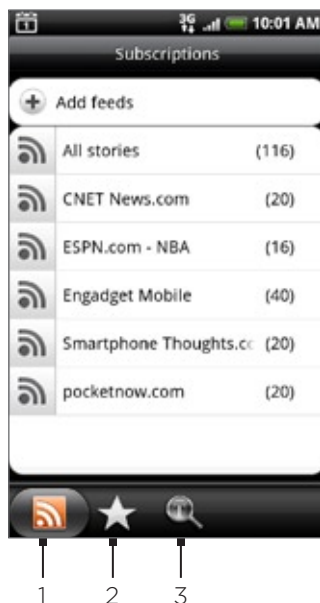 3G 10:01 AM
Subscriptions
Add feeds
All stories (116)
CNET News.com (20)
ESPN.com - NBA (16)
Engadget Mobile (40)
Smartphone Thoughts.cc (20)
pocketnow.com (20)
1 2 3